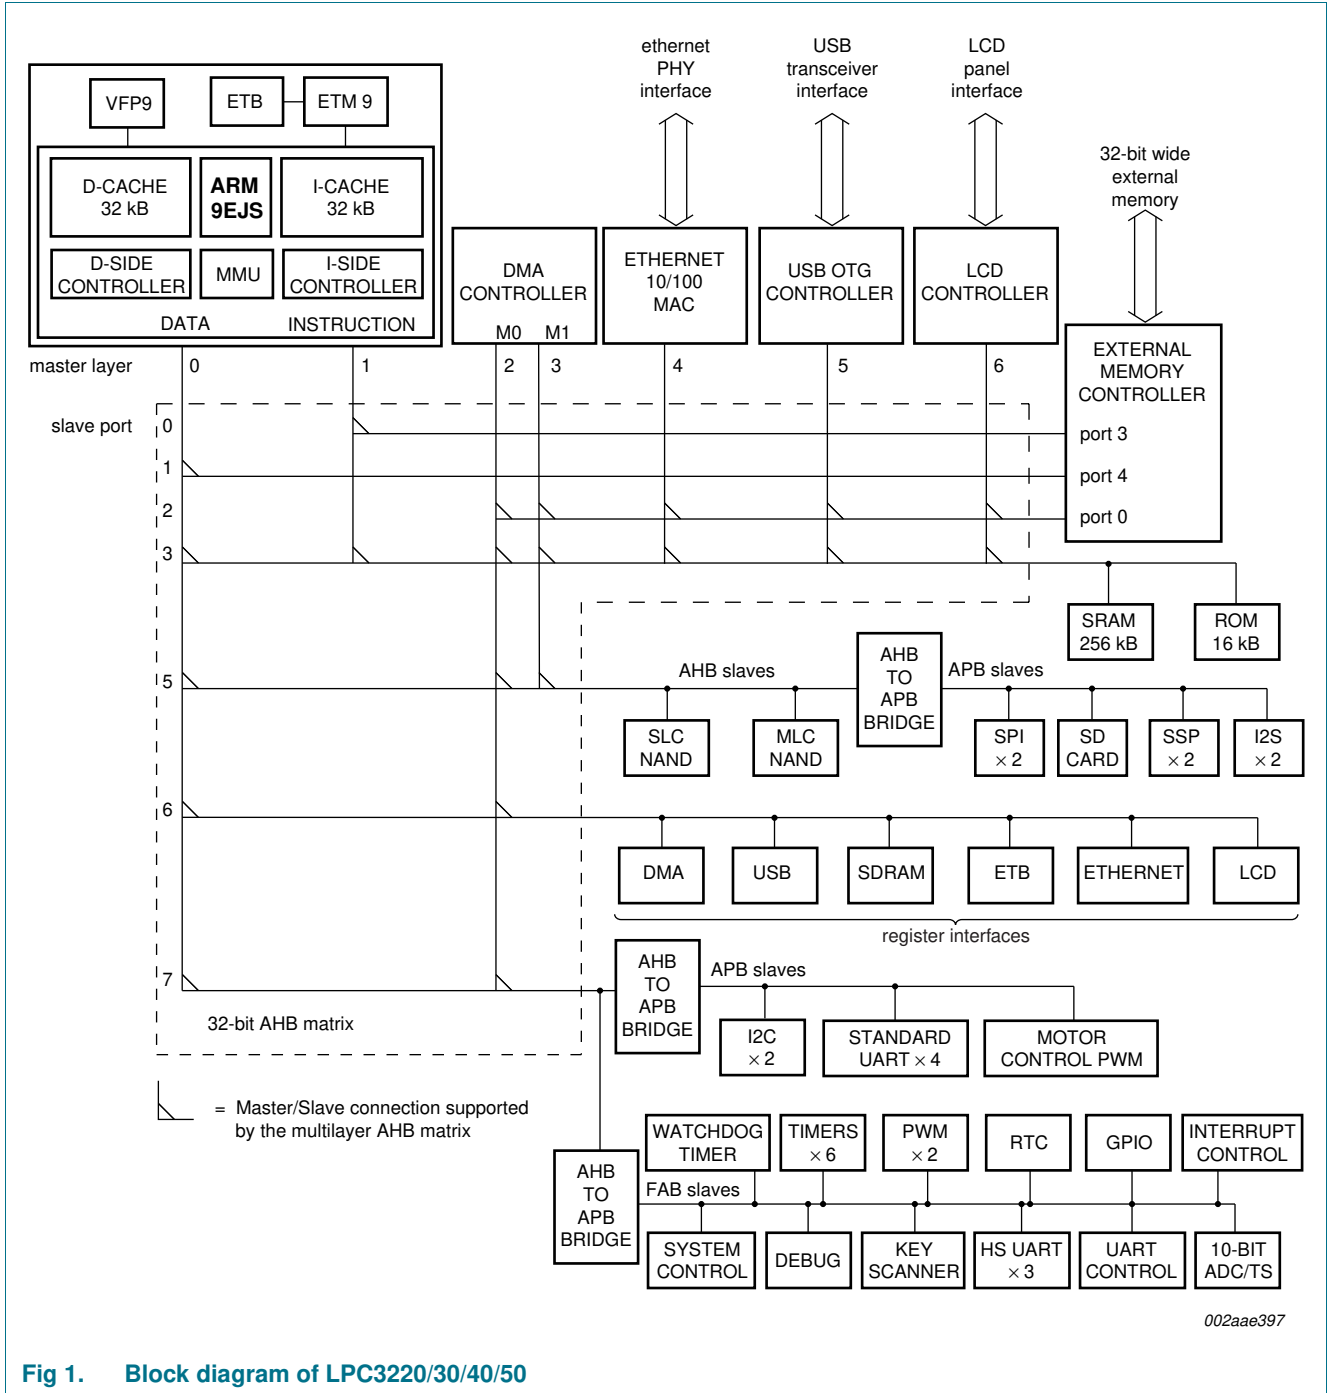 ethernet
PHY
interface
USB
transceiver
interface
LCD
panel
interface
32-bit wide
external
memory
VFP9
ETB
ETM 9
D-CACHE
32 kB
ARM
9EJS
I-CACHE
32 kB
D-SIDE
CONTROLLER
MMU
I-SIDE
CONTROLLER
DATA
INSTRUCTION
DMA
CONTROLLER
M0 M1
ETHERNET
10/100
MAC
USB OTG
CONTROLLER
LCD
CONTROLLER
EXTERNAL
MEMORY
CONTROLLER
port 3
port 4
port 0
master layer 0 1 2 3 4 5 6
slave port 0
1
2
3
SRAM
256 kB
ROM
16 kB
5
AHB slaves
AHB
TO
APB
BRIDGE
APB slaves
SLC
NAND
MLC
NAND
SPI
× 2
SD
CARD
SSP
× 2
I2S
× 2
6
DMA
USB
SDRAM
ETB
ETHERNET
LCD
register interfaces
7
AHB
TO
APB
BRIDGE
APB slaves
I2C
× 2
STANDARD
UART × 4
MOTOR
CONTROL PWM
32-bit AHB matrix
= Master/Slave connection supported
by the multilayer AHB matrix
AHB
TO
APB
BRIDGE
WATCHDOG
TIMER
TIMERS
× 6
PWM
× 2
RTC
GPIO
INTERRUPT
CONTROL
FAB slaves
SYSTEM
CONTROL
DEBUG
KEY
SCANNER
HS UART
× 3
UART
CONTROL
10-BIT
ADC/TS
002aae397
Fig 1. Block diagram of LPC3220/30/40/50